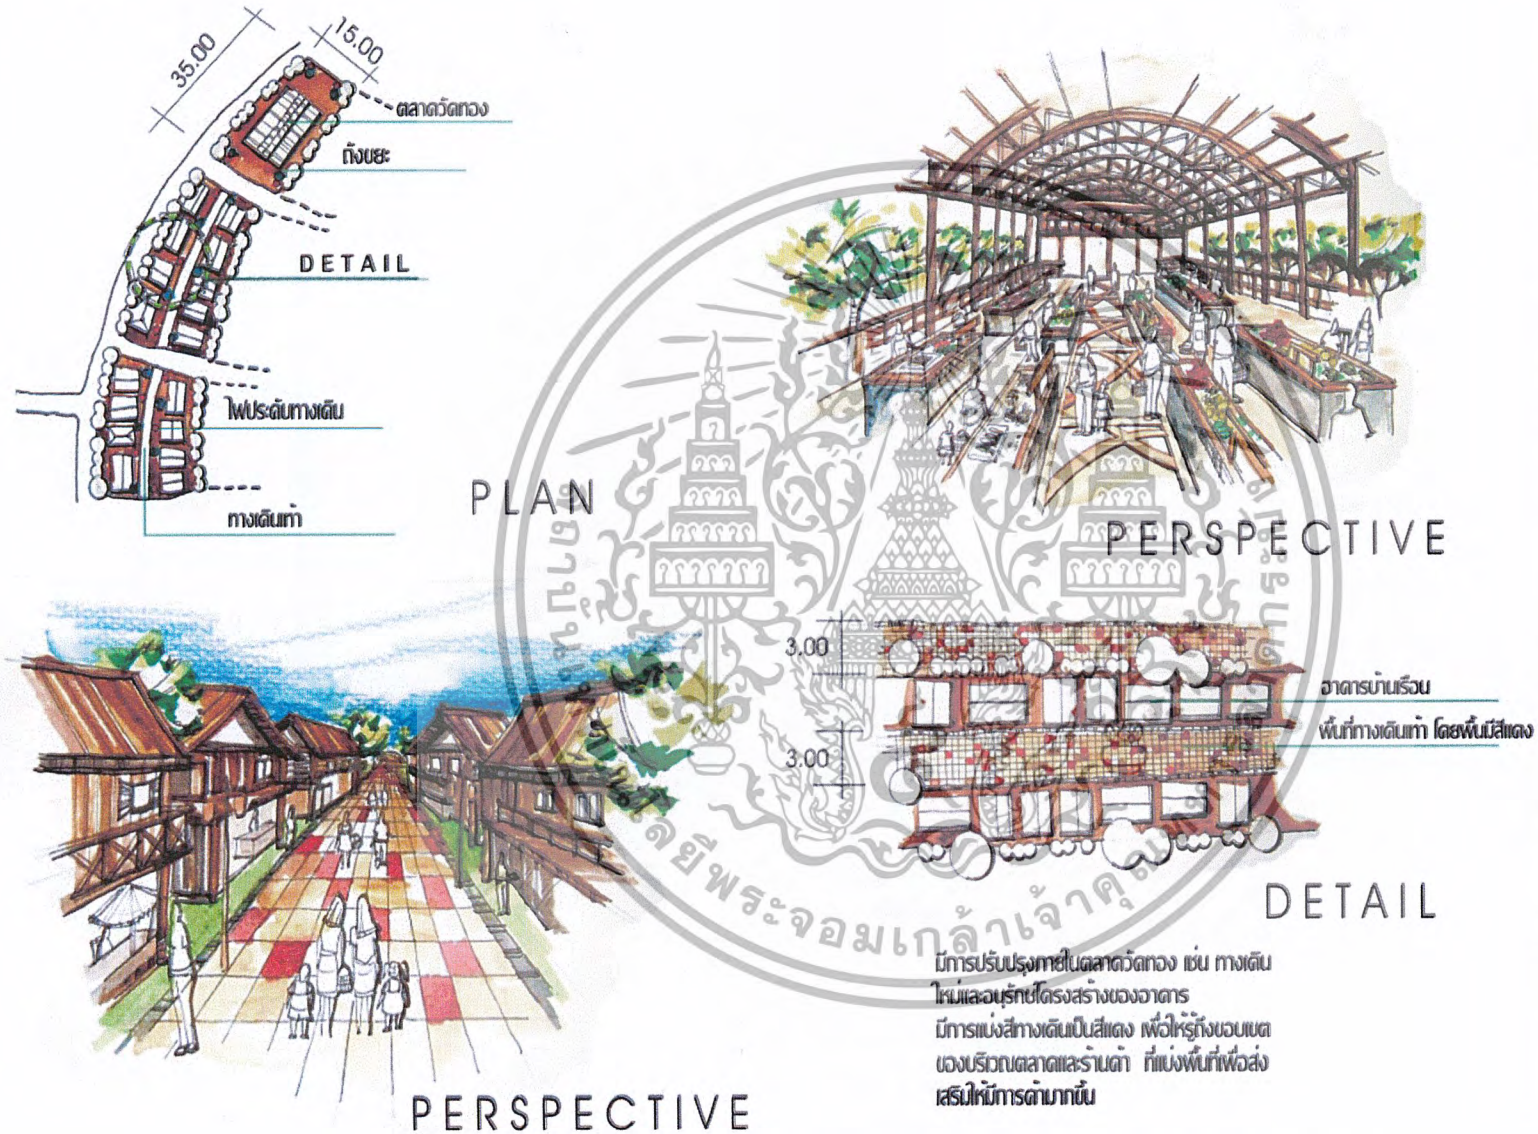 35.00
15.00
ตลาดวัดทอง
ถังขยะ
DETAIL
ไฟประดับทางเดิน
ทางเดินเท้า
PLAN
PERSPECTIVE
3.00
3.00
อาคารบ้านเรือน
พื้นที่ทางเดินเท้า โดยพื้นมีสีแดง
DETAIL
มีการปรับปรุงภายในตลาดวัดทอง เช่น ทางเดิน
ใหม่และอนุรักษ์โครงสร้างของอาคาร
มีการแบ่งสีทางเดินเป็นสีแดง เพื่อให้รู้ถึงขอบเขต
ของบริเวณตลาดและร้านค้า ที่แบ่งพื้นที่เพื่อส่ง
เสริมให้มีการค้ามากขึ้น
PERSPECTIVE